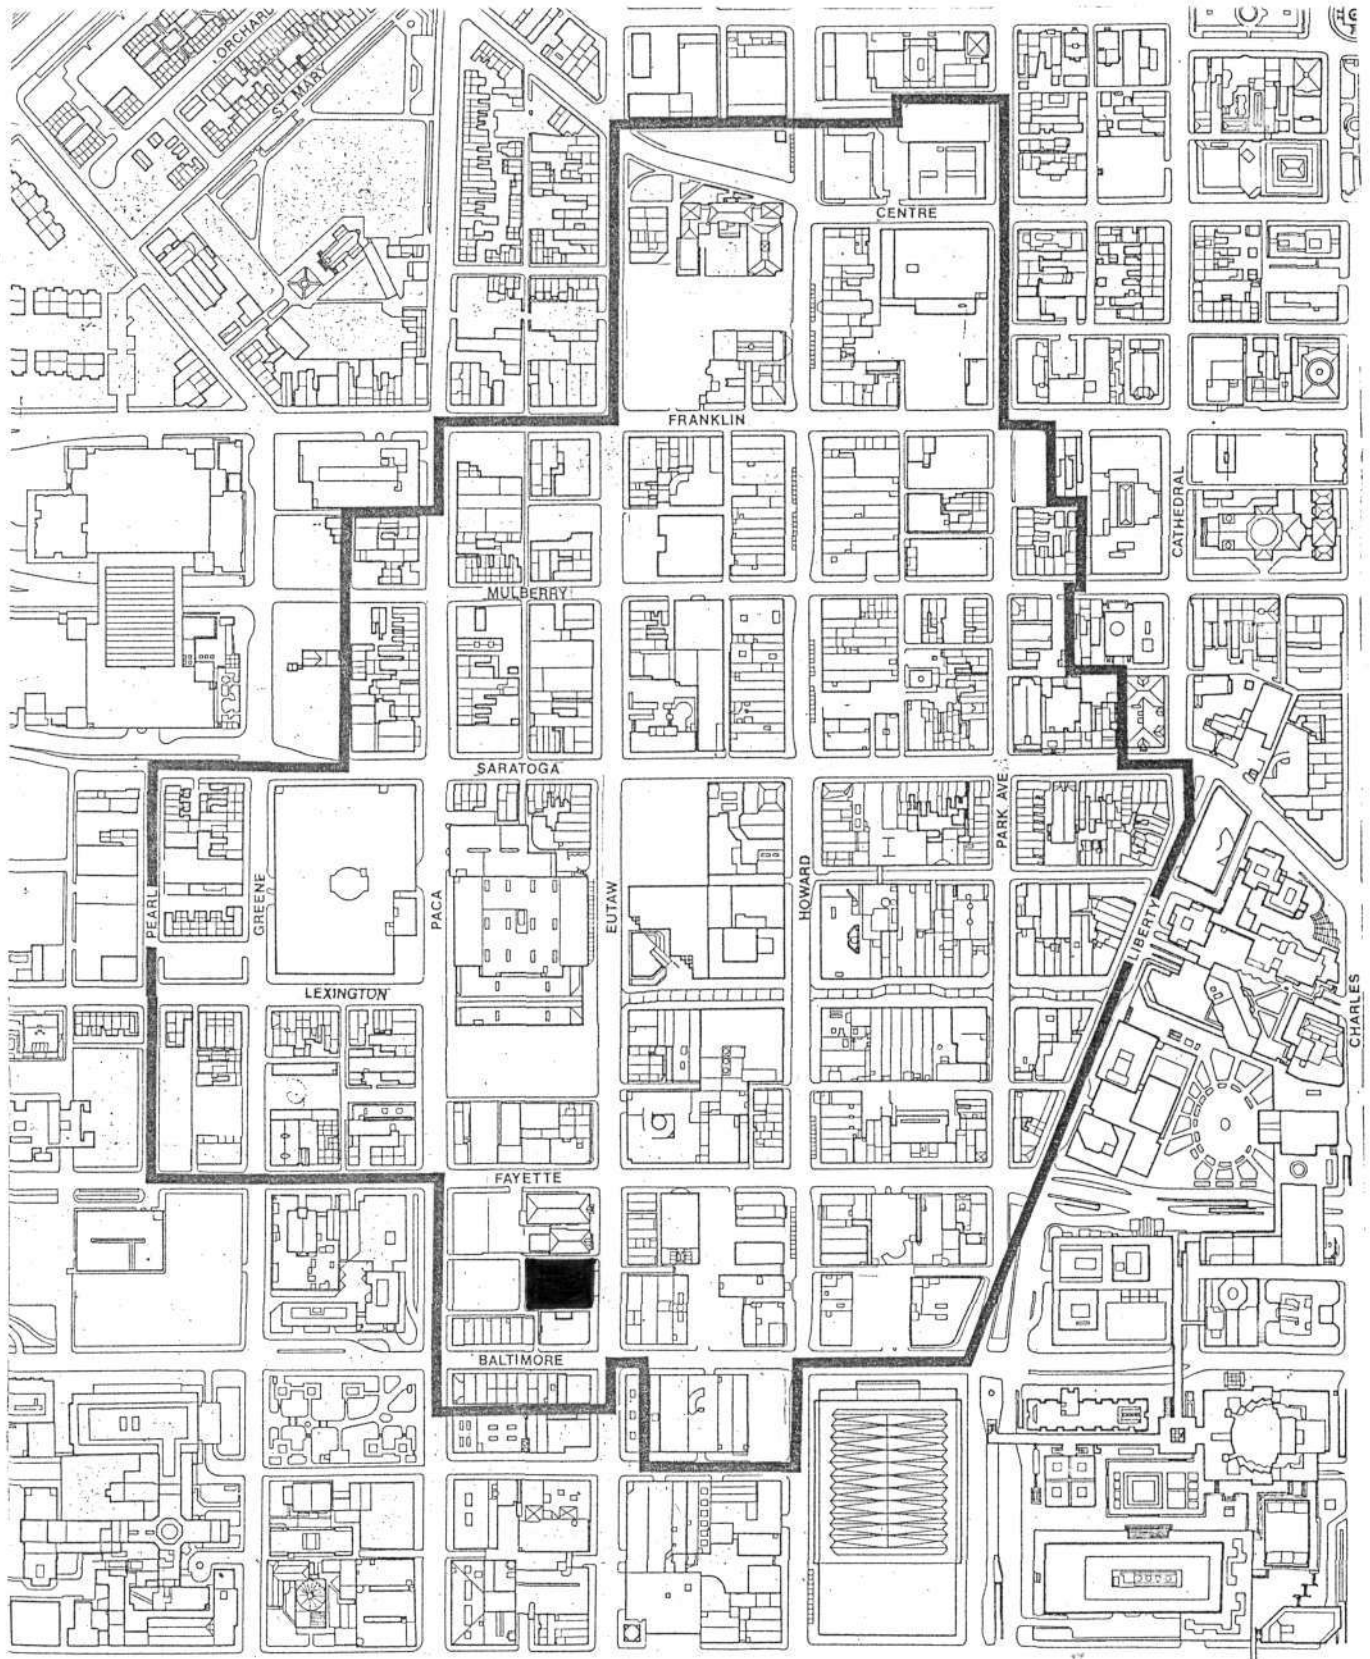 ORCHARD
ST MARY
CENTRE
FRANKLIN
CATHEDRAL
MULBERRY
SARATOGA
PARK AVE
HOWARD
EUTAW
PACA
GREENE
PEARL
LIBERTY
LEXINGTON
CHARLES
FAYETTE
BALTIMORE